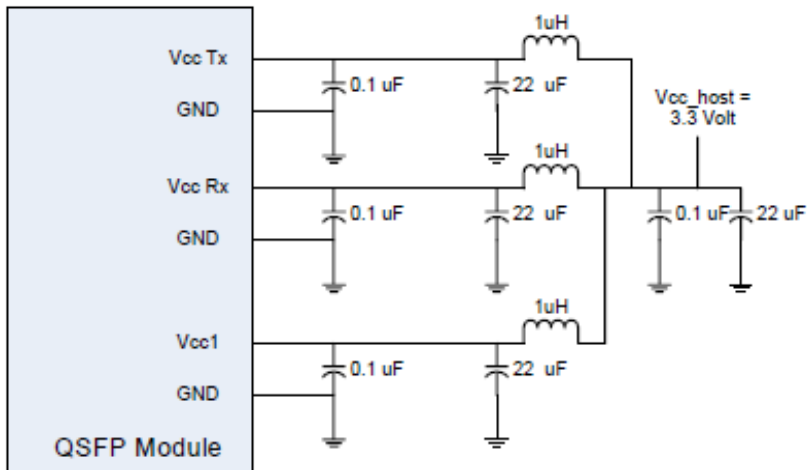 1uH
Vcc Tx
0.1 uF
22 uF
GND
Vcc_host =
3.3 Volt
1uH
Vcc Rx
0.1 uF
22 uF
0.1 uF
22 uF
GND
1uH
Vcc1
0.1 uF
22 uF
GND
QSFP Module